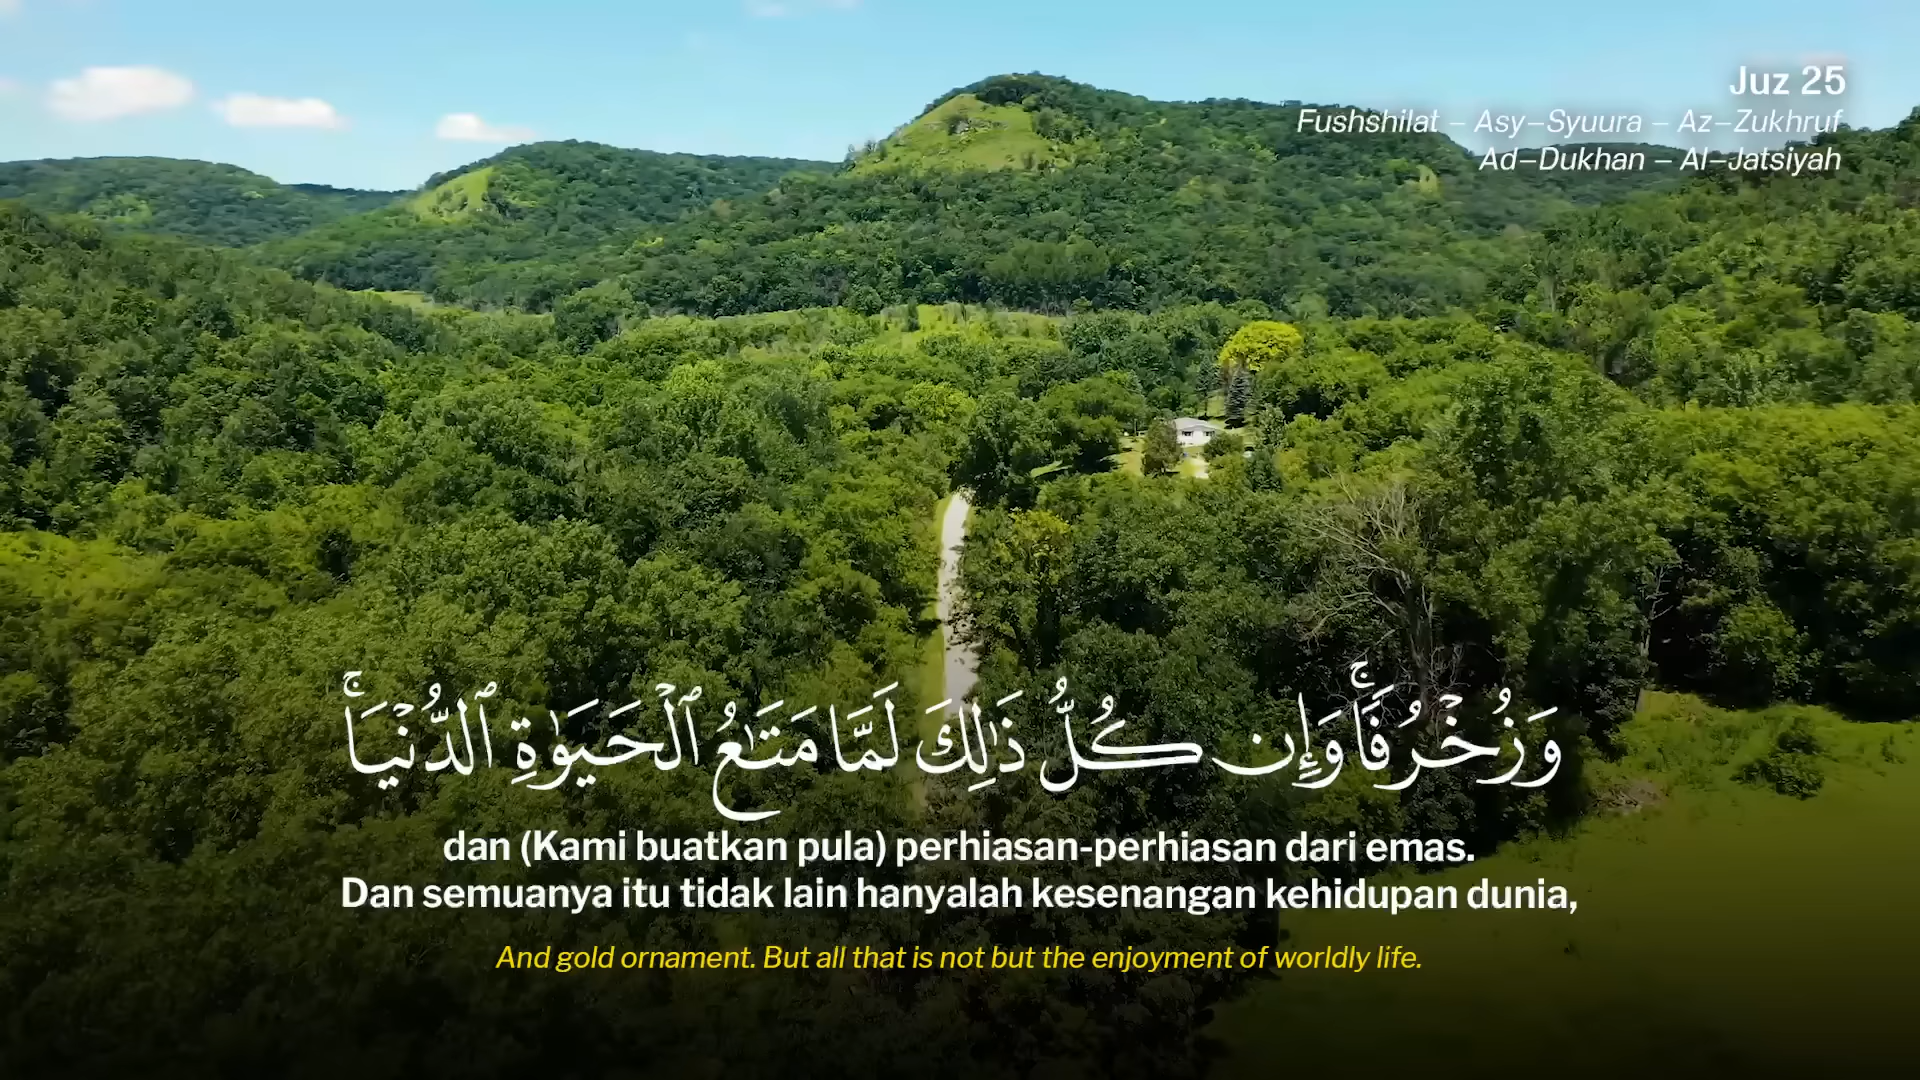 Juz 25
Fushshilat – Asy–Syuura – Az–Zukhruf
Ad–Dukhan – Al–Jatsiyah
وَزُخْرُفًاۚ وَإِن كُلُّ ذَٰلِكَ لَمَّا مَتَـٰعُ ٱلْحَيَوٰةِ ٱلدُّنْيَاۚ
dan (Kami buatkan pula) perhiasan-perhiasan dari emas.
Dan semuanya itu tidak lain hanyalah kesenangan kehidupan dunia,
And gold ornament. But all that is not but the enjoyment of worldly life.